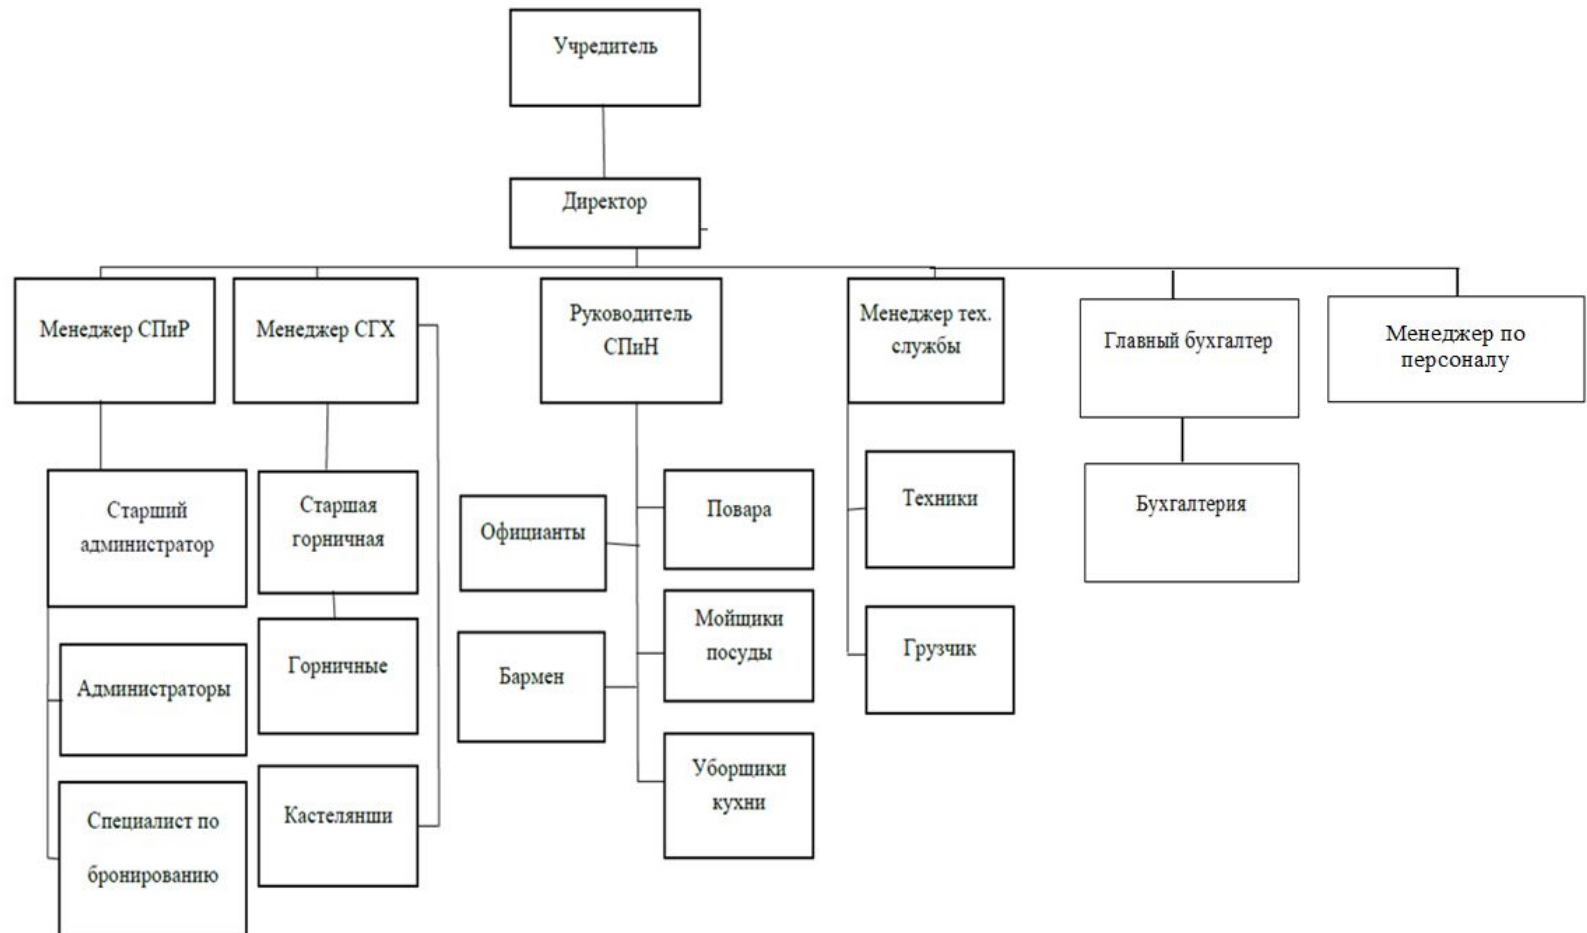 Учредитель
Директор
Менеджер СПиР
Менеджер СГХ
Руководитель
СПиН
Менеджер тех.
службы
Главный бухгалтер
Менеджер по
персоналу
Старший
администратор
Администраторы
Специалист по
бронированию
Старшая
горничная
Горничные
Кастелянши
Официанты
Бармен
Повара
Мойщики
посуды
Уборщики
кухни
Техники
Грузчик
Бухгалтерия